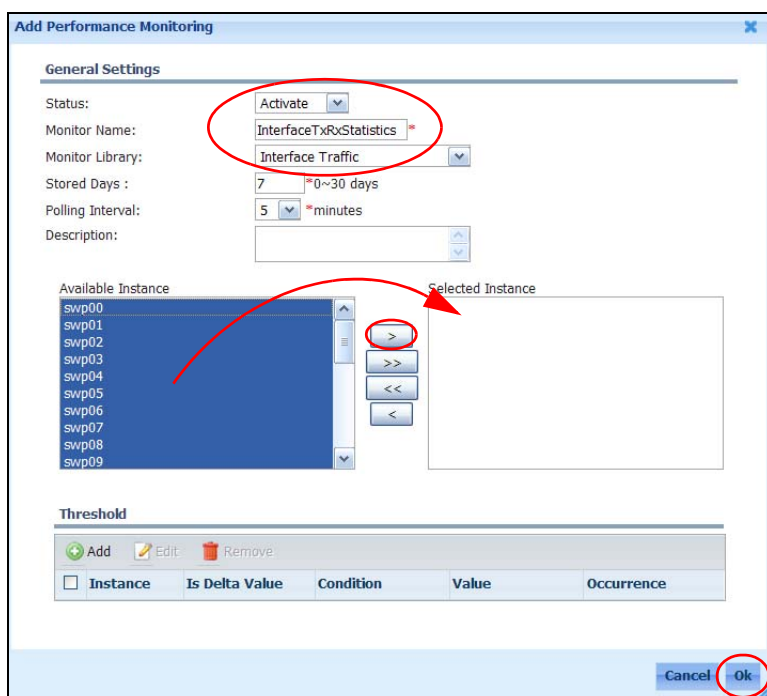 Add Performance Monitoring
General Settings
Status: Activate
Monitor Name: InterfaceTxRxStatistics *
Monitor Library: Interface Traffic
Stored Days : 7 *0~30 days
Polling Interval: 5 *minutes
Description:
Available Instance Selected Instance
swp00
swp01
swp02
swp03
swp04
swp05
swp06
swp07
swp08
swp09
>
>>
<<
<
Threshold
Add Edit Remove
Instance Is Delta Value Condition Value Occurrence
Cancel Ok